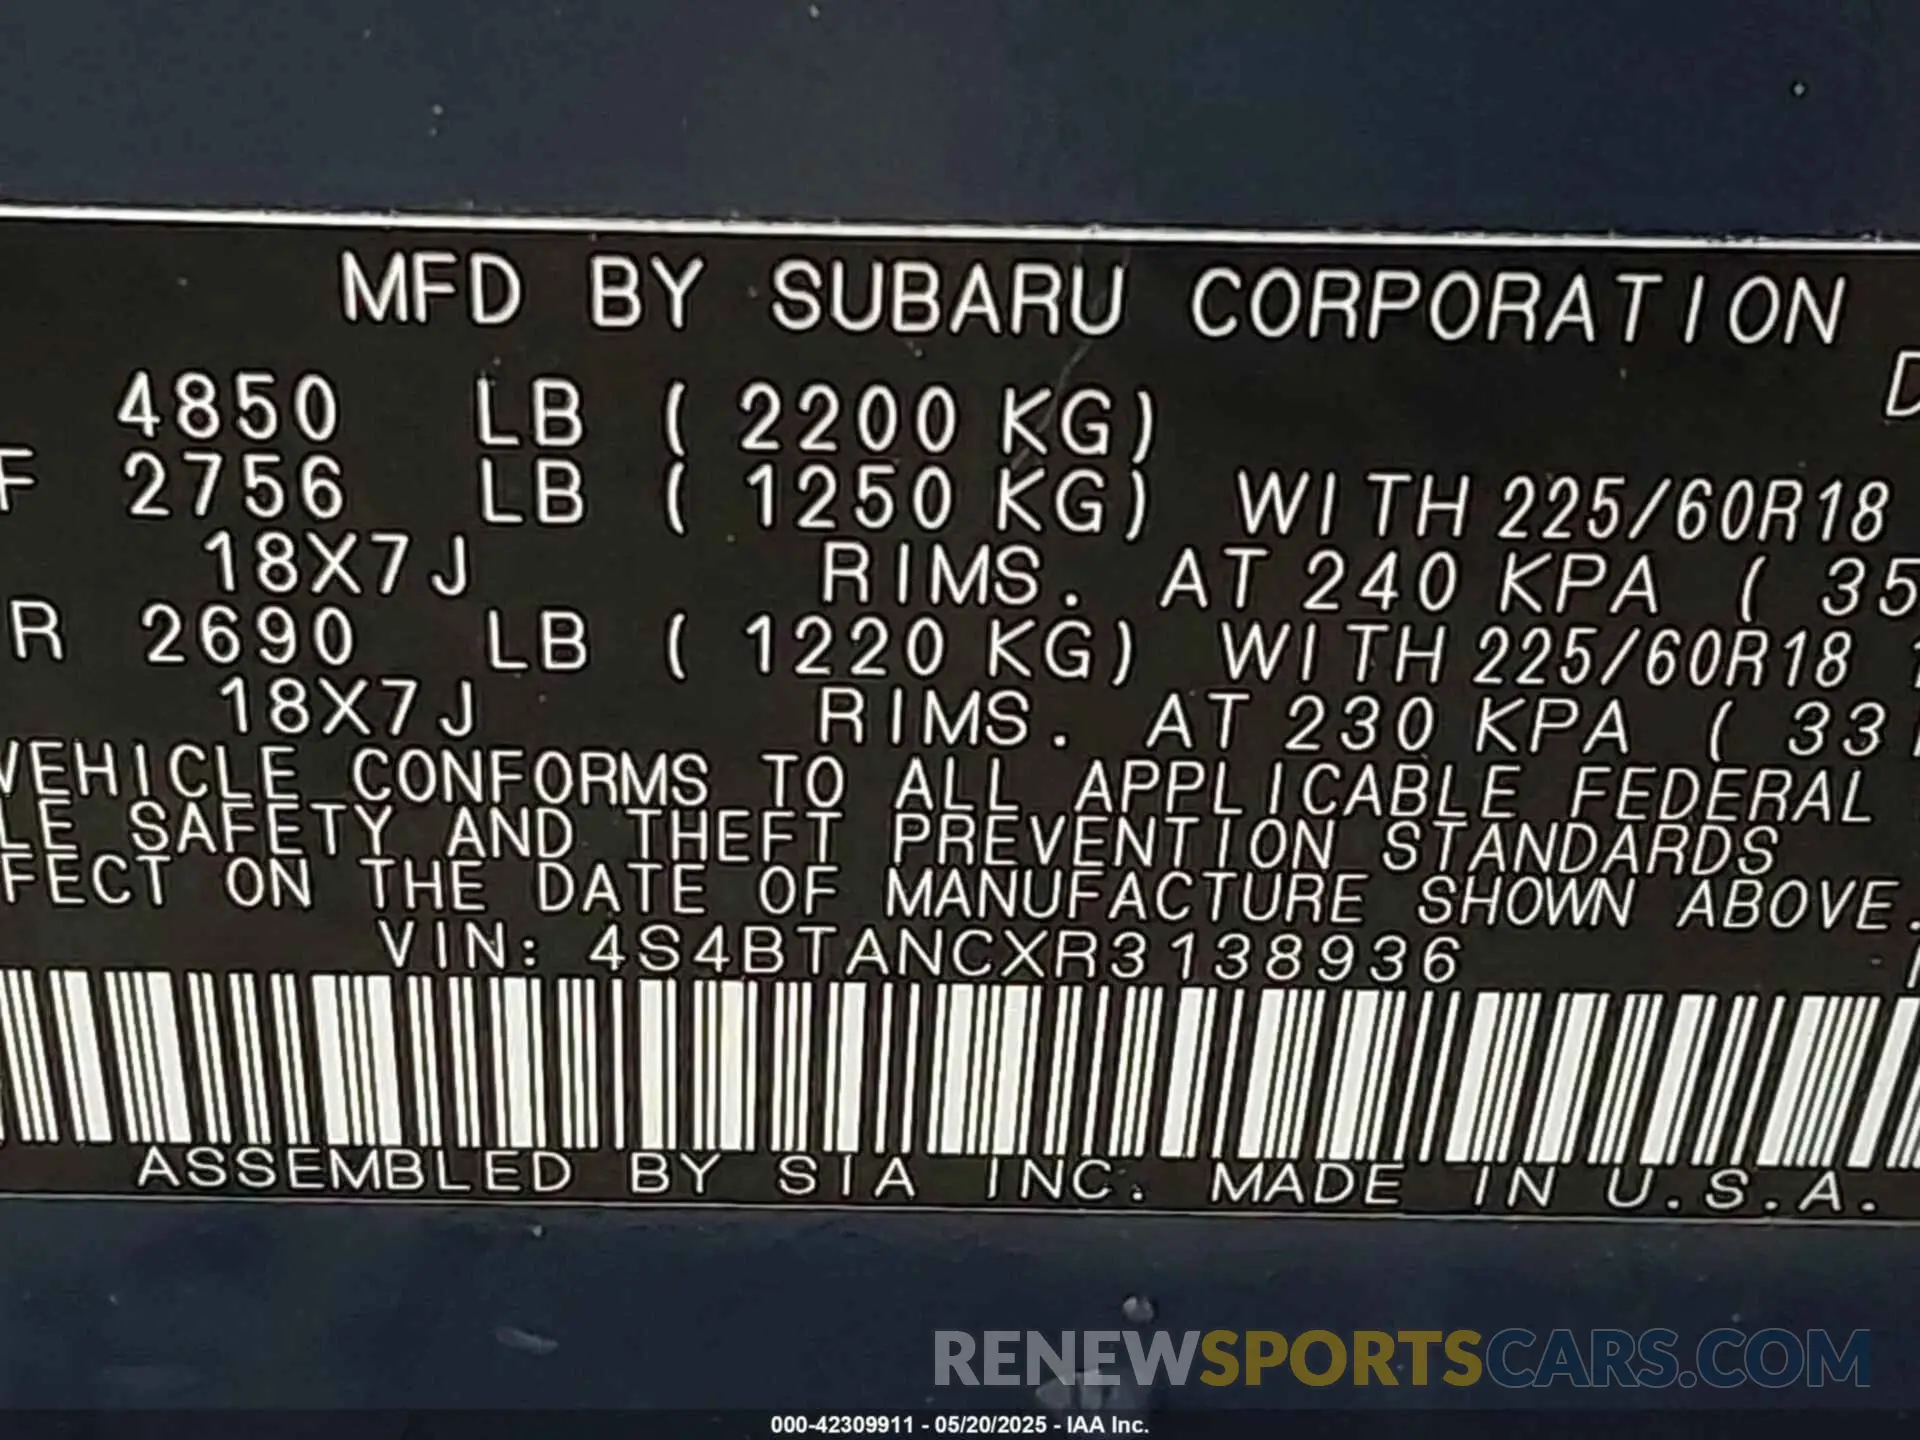 MFD BY SUBARU CORPORATION
4850 LB ( 2200 KG) D
F 2756 LB ( 1250 KG) WITH 225/60R18
18X7J RIMS. AT 240 KPA ( 35
R 2690 LB ( 1220 KG) WITH 225/60R18 1
18X7J RIMS. AT 230 KPA ( 33
VEHICLE CONFORMS TO ALL APPLICABLE FEDERAL
LE SAFETY AND THEFT PREVENTION STANDARDS
FFECT ON THE DATE OF MANUFACTURE SHOWN ABOVE.
VIN: 4S4BTANCXR3138936
ASSEMBLED BY SIA INC. MADE IN U.S.A.
RENEWSPORTSCARS.COM
000-42309911 - 05/20/2025 - IAA Inc.